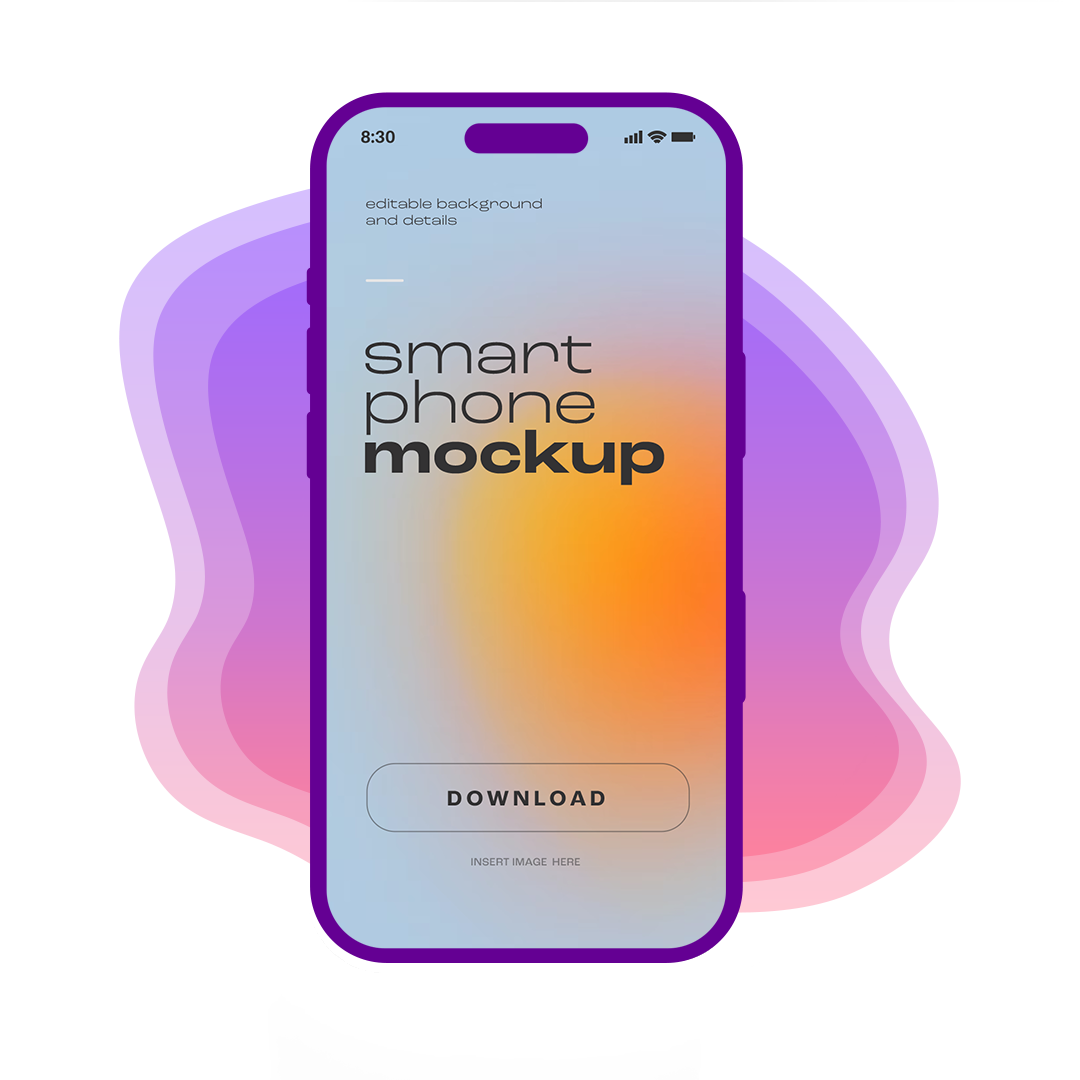 8:30
editable background
and details
smart
phone
mockup
DOWNLOAD
INSERT IMAGE HERE